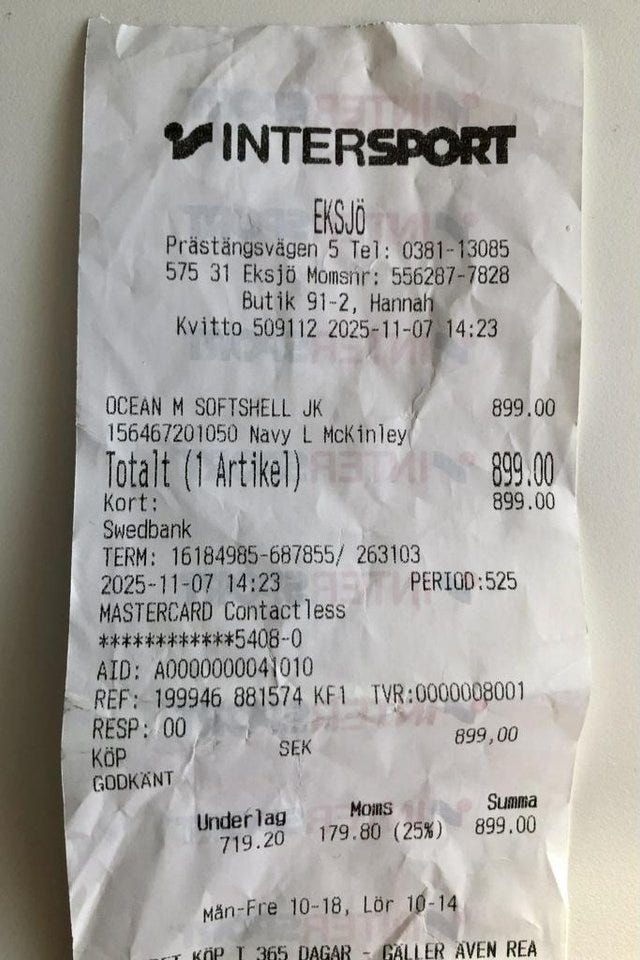 INTERSPORT
EKSJÖ
Prästängsvägen 5 Tel: 0381-13085
575 31 Eksjö Momsnr: 556287-7828
Butik 91-2, Hannah
Kvitto 509112 2025-11-07 14:23
OCEAN M SOFTSHELL JK 899.00
156467201050 Navy L McKinley
Totalt (1 Artikel) 899.00
Kort: 899.00
Swedbank
TERM: 16184985-687855/ 263103
2025-11-07 14:23 PERIOD:525
MASTERCARD Contactless
************5408-0
AID: A0000000041010
REF: 199946 881574 KF1 TVR:0000008001
RESP: 00
KÖP SEK 899,00
GODKÄNT
Underlag Moms Summa
719.20 179.80 (25%) 899.00
Mån-Fre 10-18, Lör 10-14
KÖP I 365 DAGAR - GÄLLER ÄVEN REA